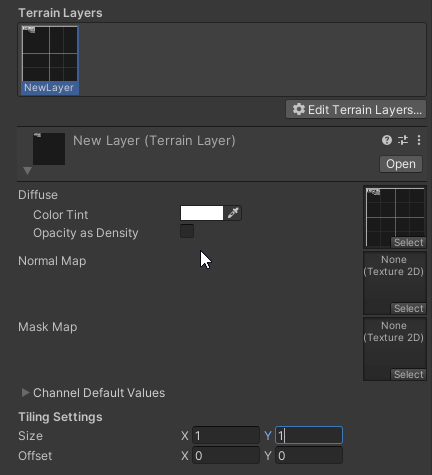 Terrain Layers
NewLayer
Edit Terrain Layers...
New Layer (Terrain Layer)
Open
Diffuse
Color Tint
Opacity as Density
Select
Normal Map
None
(Texture 2D)
Select
Mask Map
None
(Texture 2D)
Select
Channel Default Values
Tiling Settings
Size X 1 Y 1
Offset X 0 Y 0